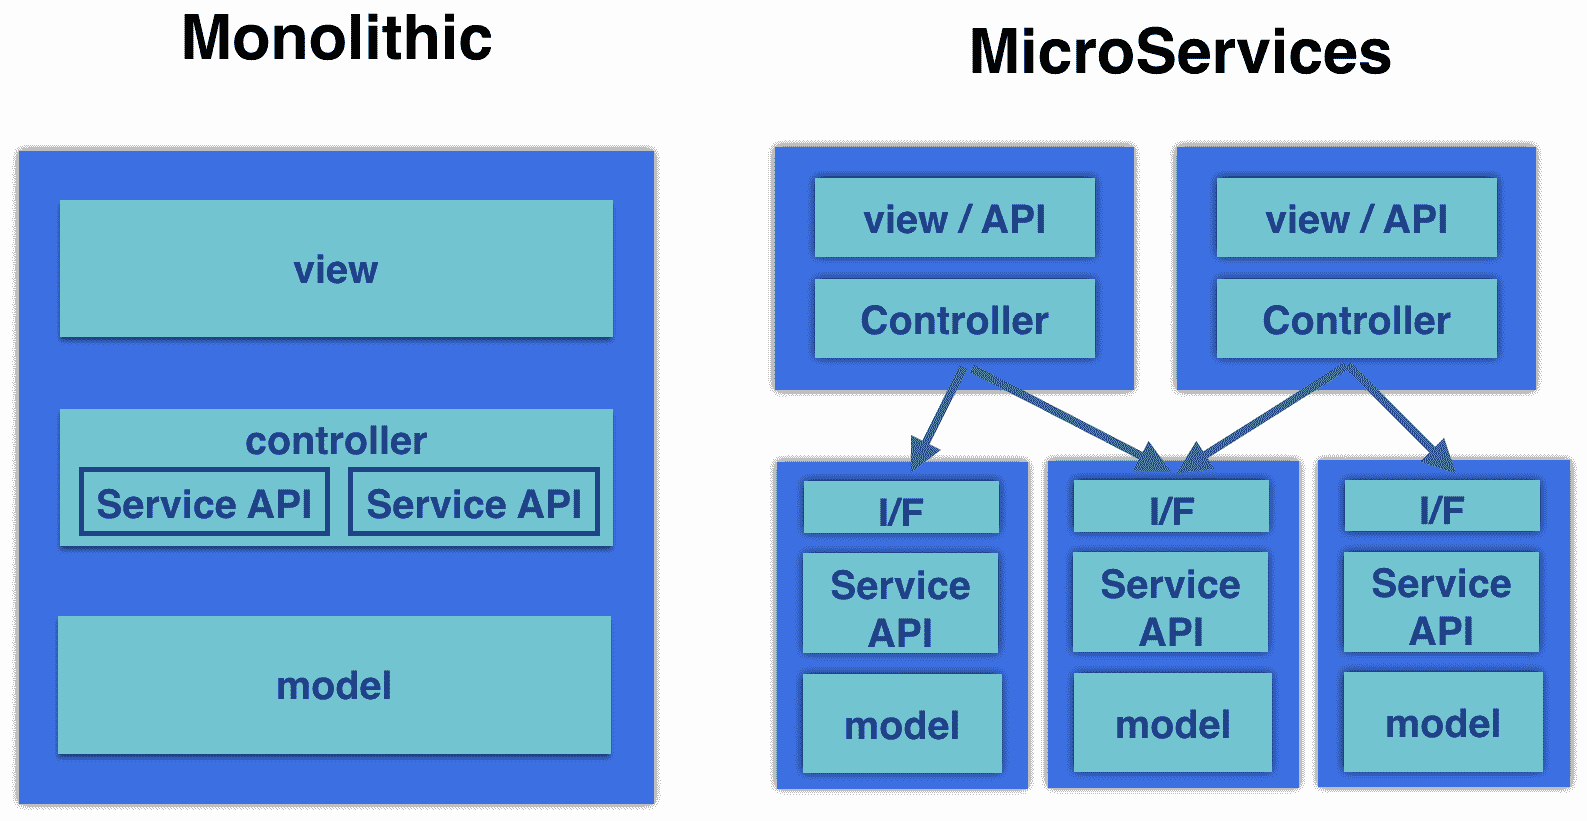 Monolithic
view
controller
Service API
Service API
model
MicroServices
view / API
Controller
view / API
Controller
I/F
Service
API
model
I/F
Service
API
model
I/F
Service
API
model